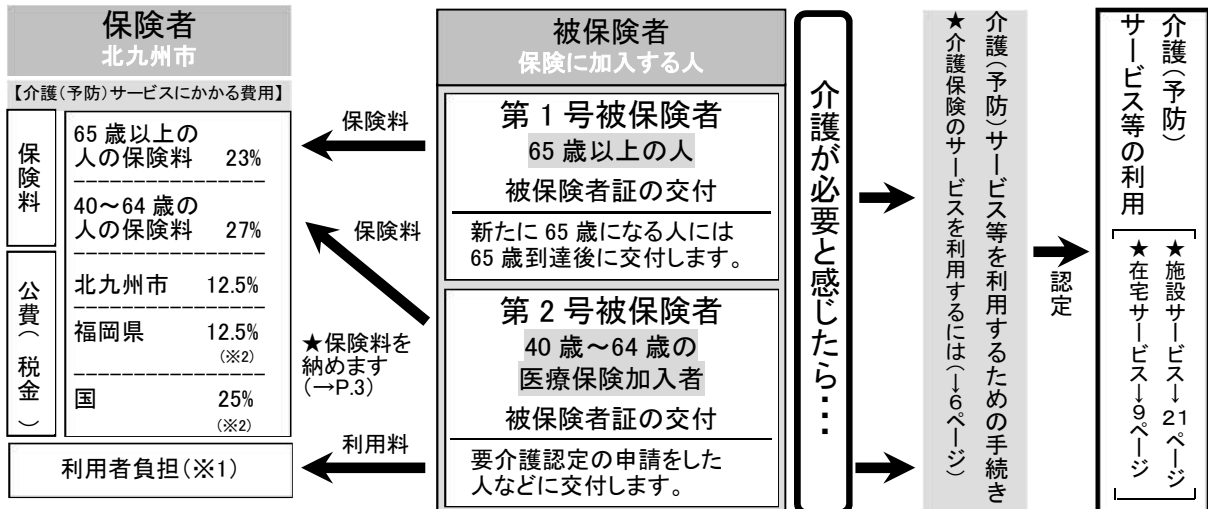 保険者
北九州市
【介護(予防)サービスにかかる費用】
保険料
65歳以上の
人の保険料 23%
40~64歳の
人の保険料 27%
公費(税金)
北九州市 12.5%
福岡県 12.5%
(※2)
国 25%
(※2)
利用者負担(※1)
保険料
保険料
★保険料を
納めます
(→P.3)
利用料
被保険者
保険に加入する人
第1号被保険者
65歳以上の人
被保険者証の交付
新たに65歳になる人には
65歳到達後に交付します。
第2号被保険者
40歳~64歳の
医療保険加入者
被保険者証の交付
要介護認定の申請をした
人などに交付します。
介護が必要と感じたら・・・
介護(予防)サービス等を利用するための手続き
★介護保険のサービスを利用するには(→6ページ)
認定
介護(予防)
サービス等の利用
★施設サービス→21ページ
★在宅サービス→9ページ